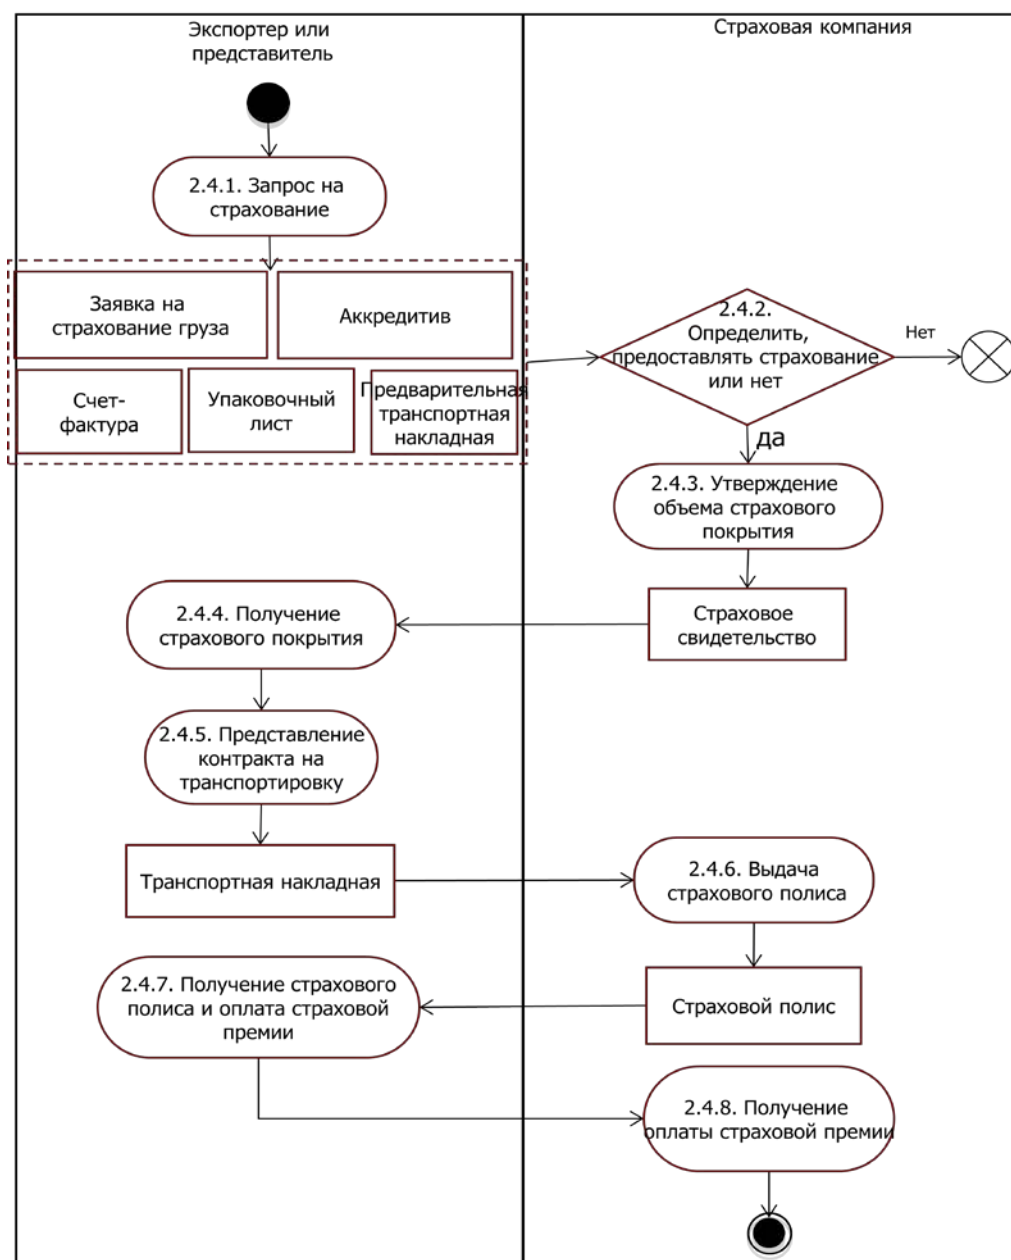 Экспортер или
представитель
Страховая компания
2.4.1. Запрос на
страхование
Заявка на
страхование груза
Аккредитив
Счет-
фактура
Упаковочный
лист
Предварительная
транспортная
накладная
2.4.2.
Определить,
предоставлять страхование
или нет
Нет
да
2.4.3. Утверждение
объема страхового
покрытия
Страховое
свидетельство
2.4.4. Получение
страхового покрытия
2.4.5. Представление
контракта на
транспортировку
Транспортная накладная
2.4.6. Выдача
страхового полиса
Страховой полис
2.4.7. Получение страхового
полиса и оплата страховой
премии
2.4.8. Получение
оплаты страховой премии